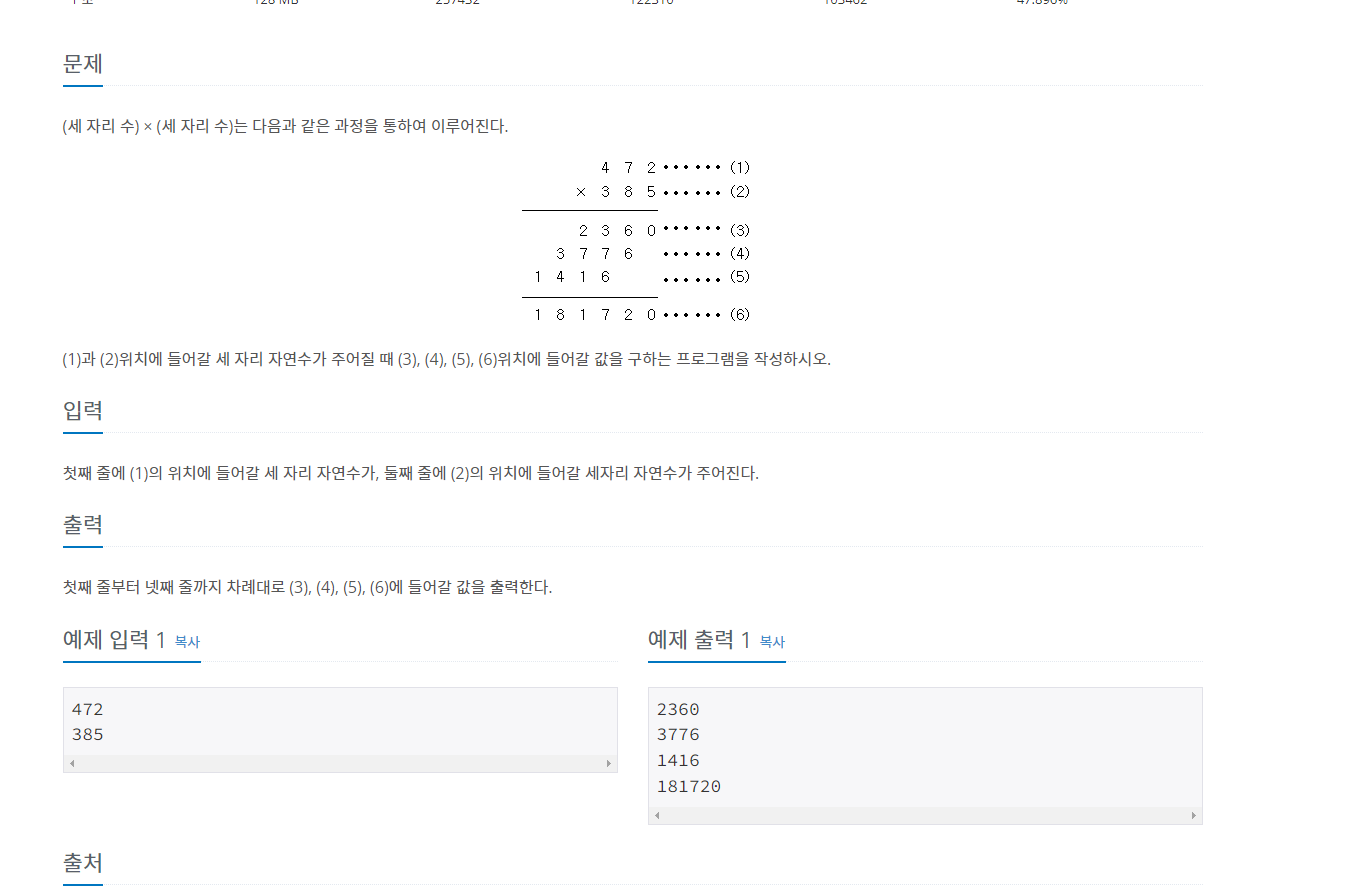 128 MB
문제
(세 자리 수) × (세 자리 수)는 다음과 같은 과정을 통하여 이루어진다.
4 7 2 •••••• (1)
× 3 8 5 •••••• (2)
2 3 6 0 •••••• (3)
3 7 7 6 •••••• (4)
1 4 1 6 •••••• (5)
1 8 1 7 2 0 •••••• (6)
(1)과 (2)위치에 들어갈 세 자리 자연수가 주어질 때 (3), (4), (5), (6)위치에 들어갈 값을 구하는 프로그램을 작성하시오.
입력
첫째 줄에 (1)의 위치에 들어갈 세 자리 자연수가, 둘째 줄에 (2)의 위치에 들어갈 세자리 자연수가 주어진다.
출력
첫째 줄부터 넷째 줄까지 차례대로 (3), (4), (5), (6)에 들어갈 값을 출력한다.
예제 입력 1 복사
472
385
예제 출력 1 복사
2360
3776
1416
181720
출처